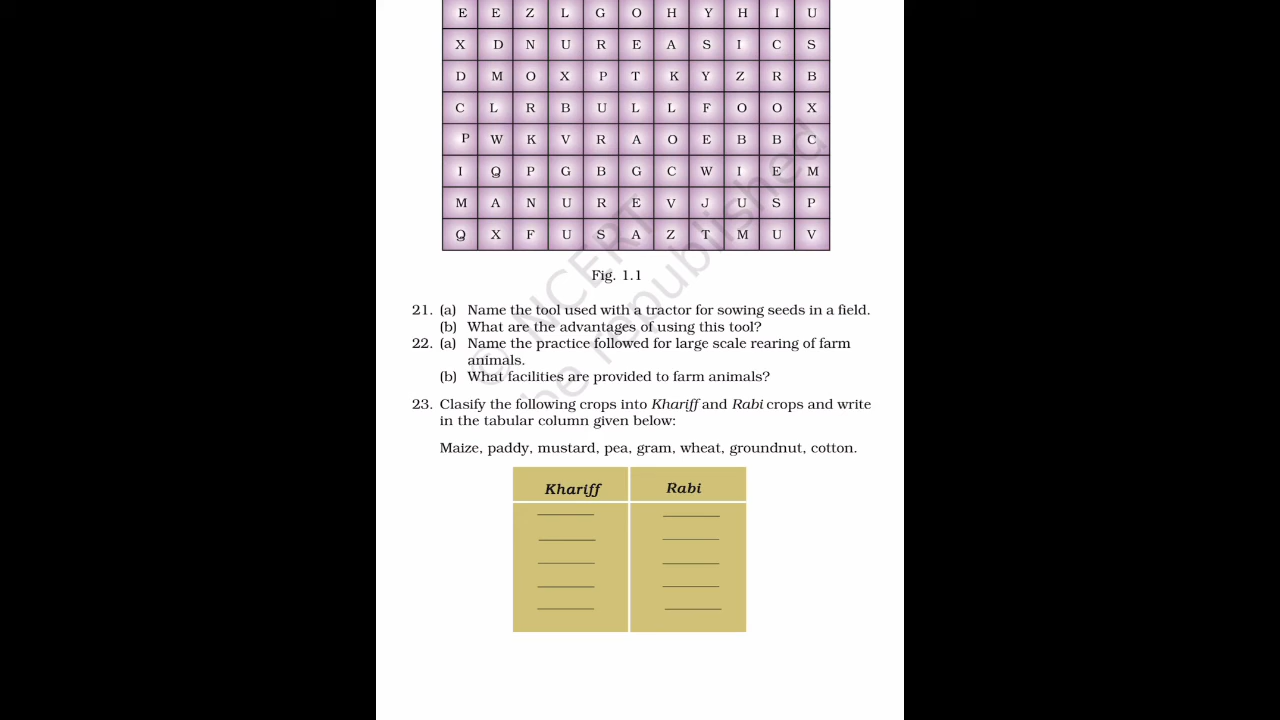 E E Z L G O H Y H I U
X D N U R E A S I C S
D M O X P T K Y Z R B
C L R B U L L F O O X
P W K V R A O E B B C
I Q P G B G C W I E M
M A N U R E V J U S P
Q X F U S A Z T M U V
Fig. 1.1
21. (a) Name the tool used with a tractor for sowing seeds in a field.
(b) What are the advantages of using this tool?
22. (a) Name the practice followed for large scale rearing of farm
animals.
(b) What facilities are provided to farm animals?
23. Clasify the following crops into Khariff and Rabi crops and write
in the tabular column given below:
Maize, paddy, mustard, pea, gram, wheat, groundnut, cotton.
Khariff Rabi
© NCERT
be republished